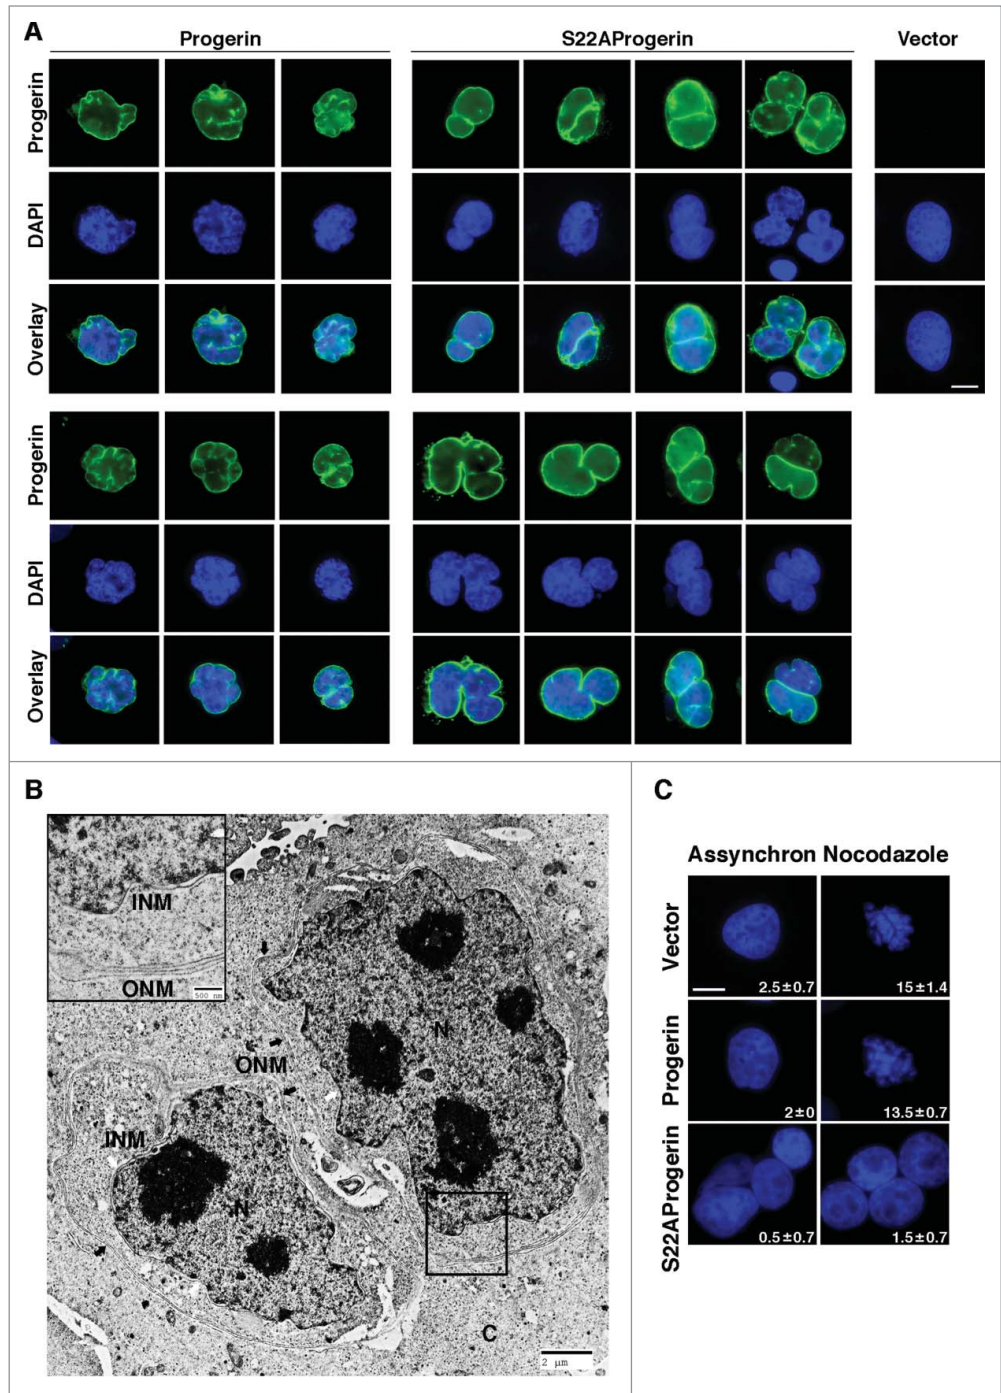 A
Progerin
S22AProgerin
Vector
Progerin
DAPI
Overlay
Progerin
DAPI
Overlay
B
INM
ONM
500 nm
N
ONM
INM
N
C
2 µm
C
Assynchron Nocodazole
Vector
2.5±0.7
15±1.4
Progerin
2±0
13.5±0.7
S22AProgerin
0.5±0.7
1.5±0.7